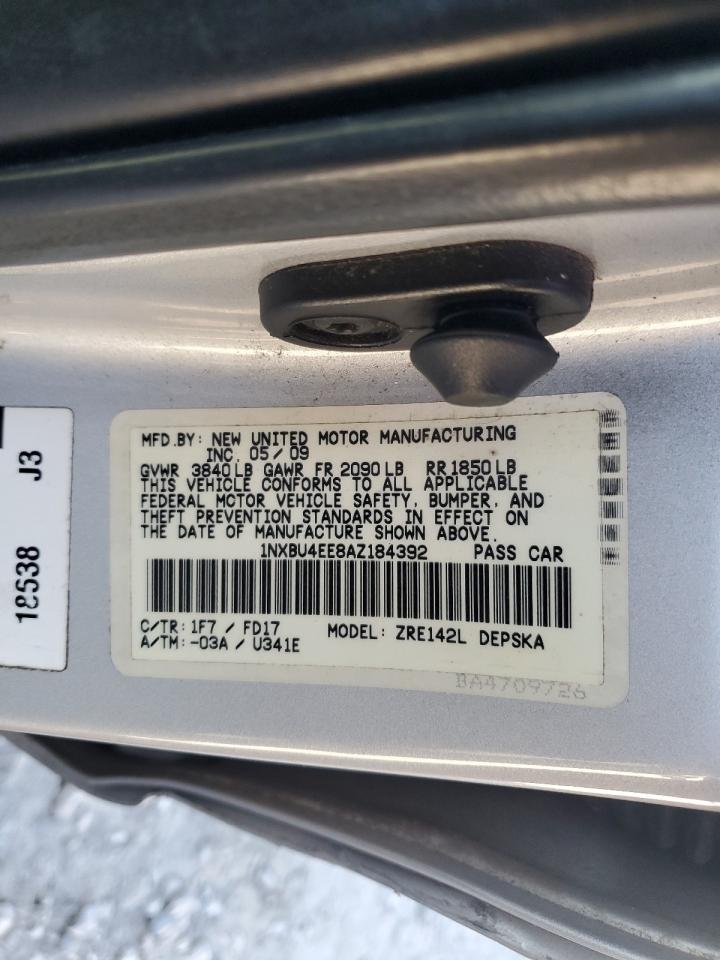 MFD.BY: NEW UNITED MOTOR MANUFACTURING
INC. 05/09
GVWR 3840LB GAWR FR 2090LB RR1850LB
THIS VEHICLE CONFORMS TO ALL APPLICABLE
FEDERAL MOTOR VEHICLE SAFETY, BUMPER, AND
THEFT PREVENTION STANDARDS IN EFFECT ON
THE DATE OF MANUFACTURE SHOWN ABOVE.
1NXBU4EE8AZ184392 PASS CAR
C/TR: 1F7 / FD17 MODEL: ZRE142L DEPSKA
A/TM: -03A / U341E
BA4709726
18538 J3